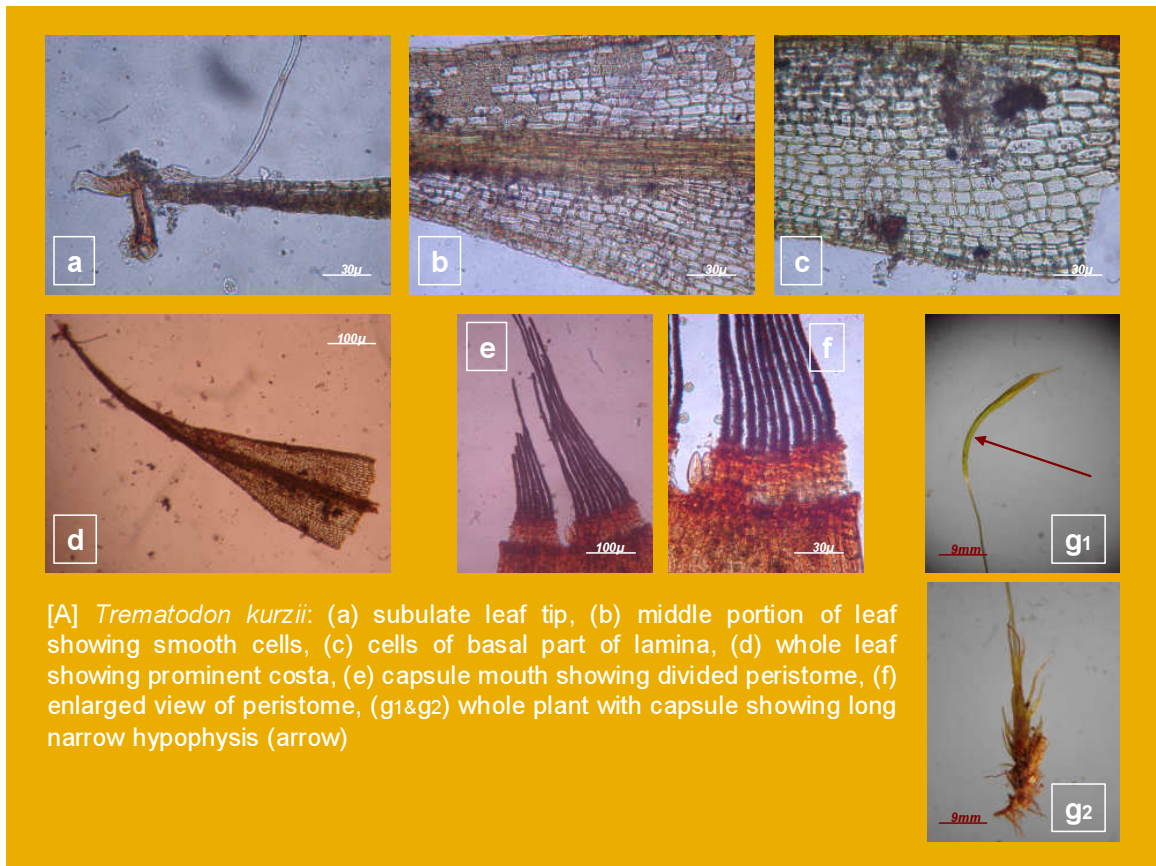 a
30μ
b
30μ
c
30μ
100μ
d
e
100μ
f
30μ
g1
9mm
[A] Trematodon kurzii: (a) subulate leaf tip, (b) middle portion of leaf
showing smooth cells, (c) cells of basal part of lamina, (d) whole leaf
showing prominent costa, (e) capsule mouth showing divided peristome, (f)
enlarged view of peristome, (g1&g2) whole plant with capsule showing long
narrow hypophysis (arrow)
g2
9mm